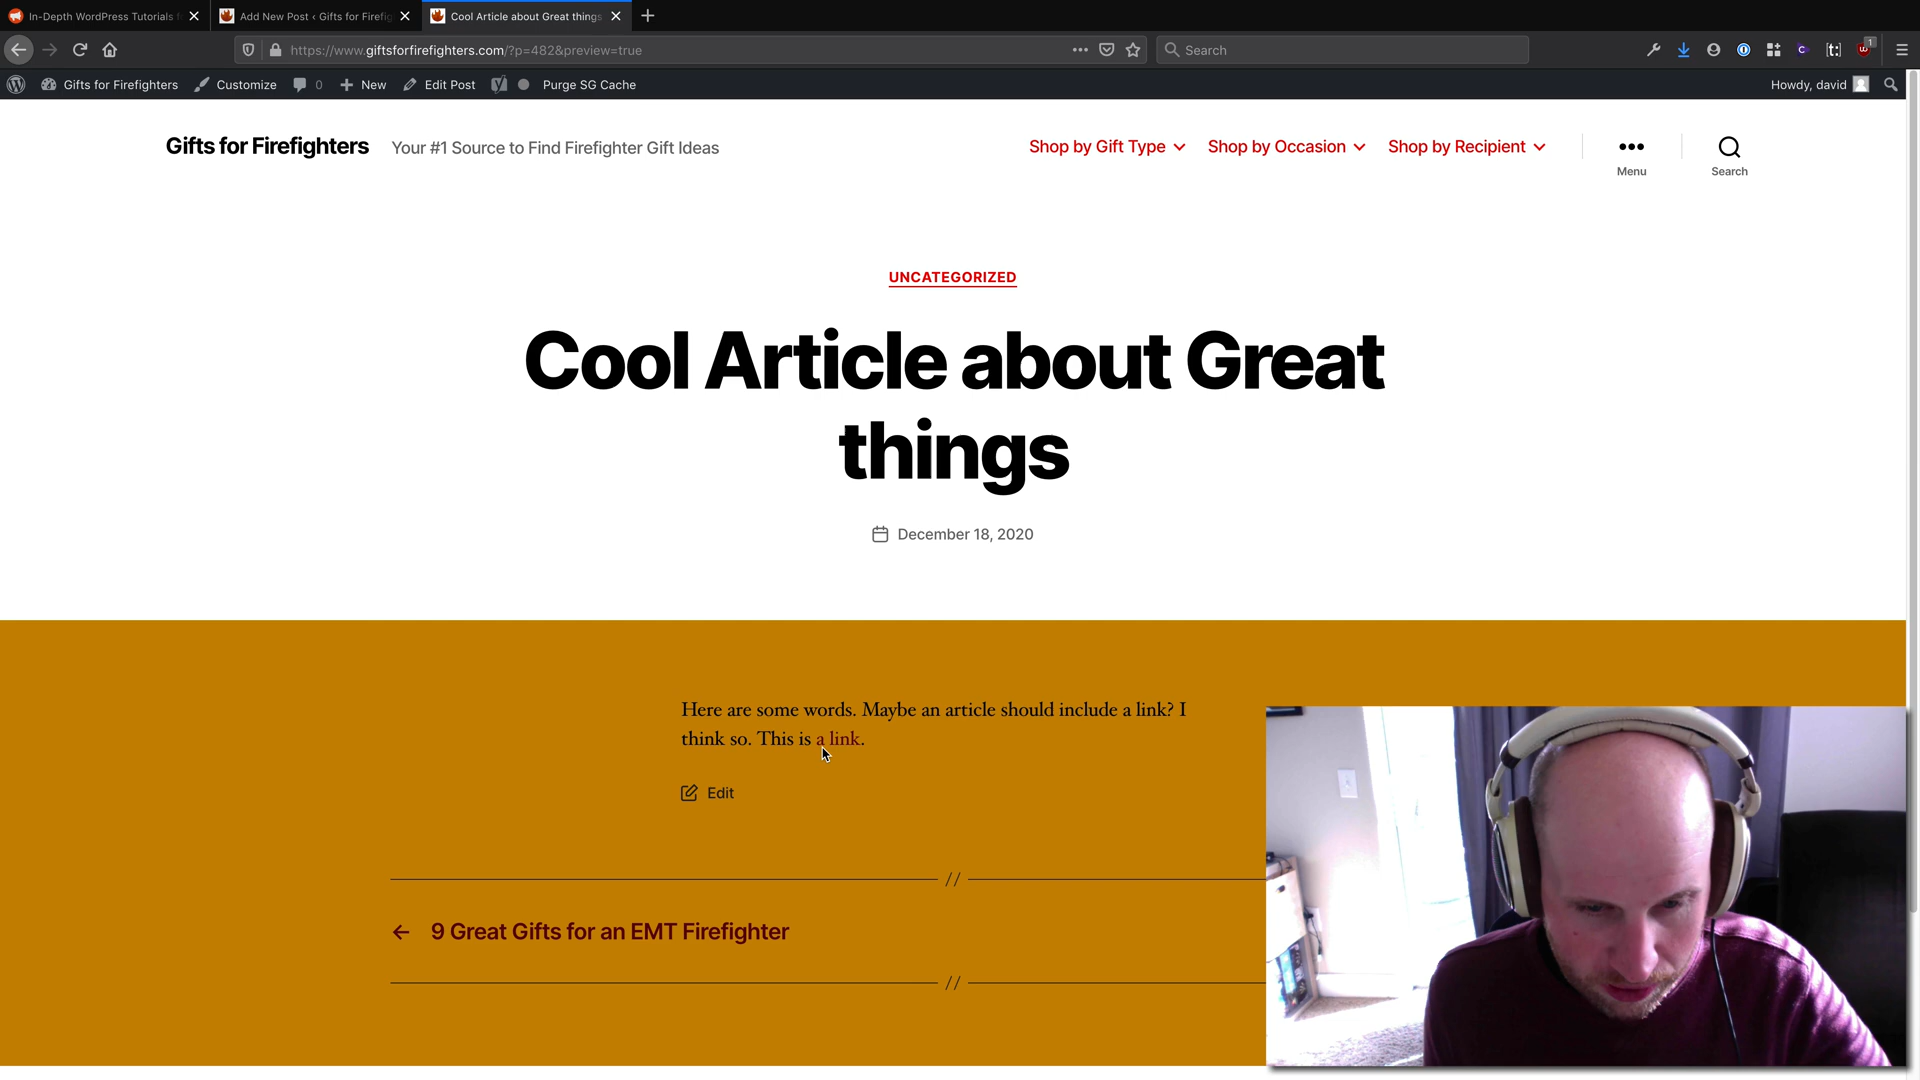 In-Depth WordPress Tutorials f
Add New Post ‹ Gifts for Firefig
Cool Article about Great things
https://www.giftsforfirefighters.com/?p=482&preview=true
Search
1
Gifts for Firefighters
Customize
0
New
Edit Post
Purge SG Cache
Howdy, david
Gifts for Firefighters
Your #1 Source to Find Firefighter Gift Ideas
Shop by Gift Type
Shop by Occasion
Shop by Recipient
Menu
Search
UNCATEGORIZED
Cool Article about Great
things
December 18, 2020
Here are some words. Maybe an article should include a link? I
think so. This is a link.
Edit
//
← 9 Great Gifts for an EMT Firefighter
//